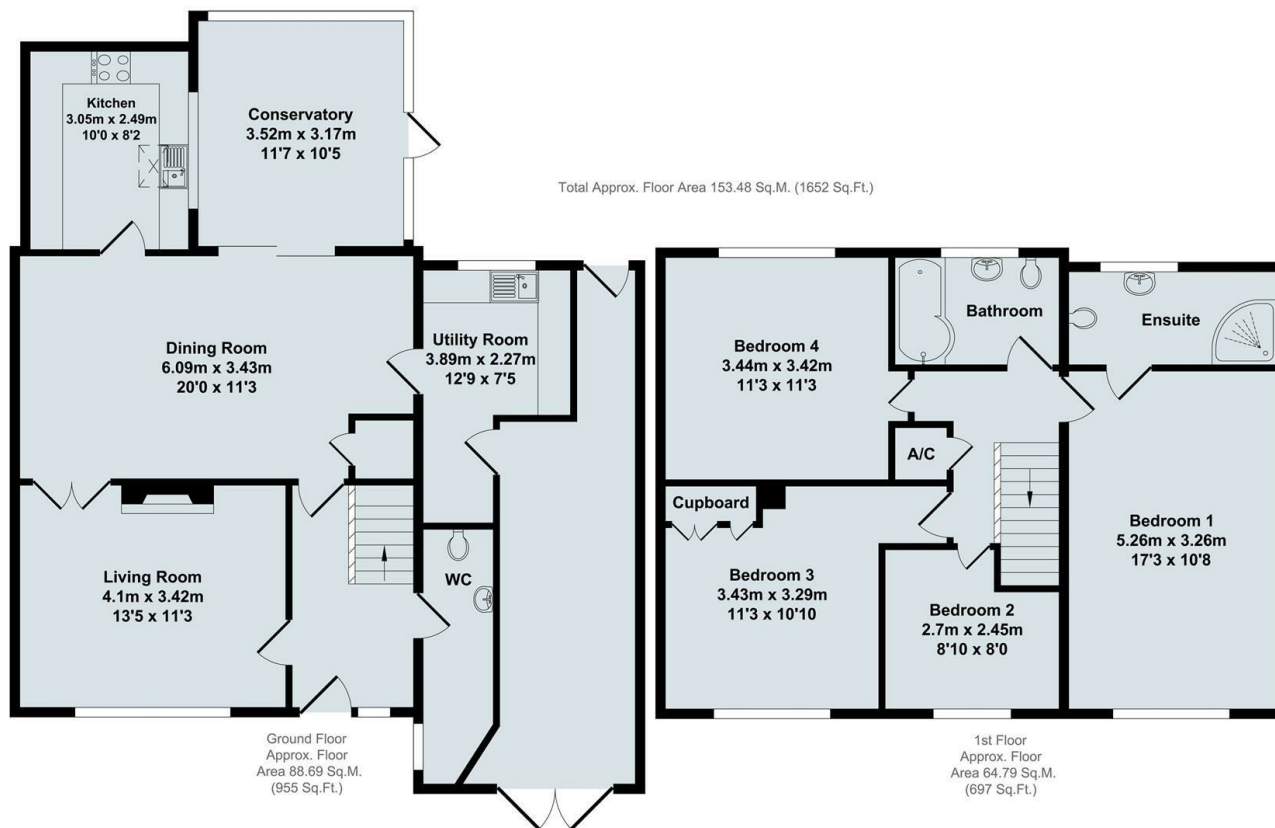 Kitchen
3.05m x 2.49m
10'0 x 8'2
Conservatory
3.52m x 3.17m
11'7 x 10'5
Total Approx. Floor Area 153.48 Sq.M. (1652 Sq.Ft.)
Dining Room
6.09m x 3.43m
20'0 x 11'3
Utility Room
3.89m x 2.27m
12'9 x 7'5
Living Room
4.1m x 3.42m
13'5 x 11'3
WC
Ground Floor
Approx. Floor
Area 88.69 Sq.M.
(955 Sq.Ft.)
Bedroom 4
3.44m x 3.42m
11'3 x 11'3
Bathroom
Ensuite
A/C
Cupboard
Bedroom 3
3.43m x 3.29m
11'3 x 10'10
Bedroom 2
2.7m x 2.45m
8'10 x 8'0
Bedroom 1
5.26m x 3.26m
17'3 x 10'8
1st Floor
Approx. Floor
Area 64.79 Sq.M.
(697 Sq.Ft.)